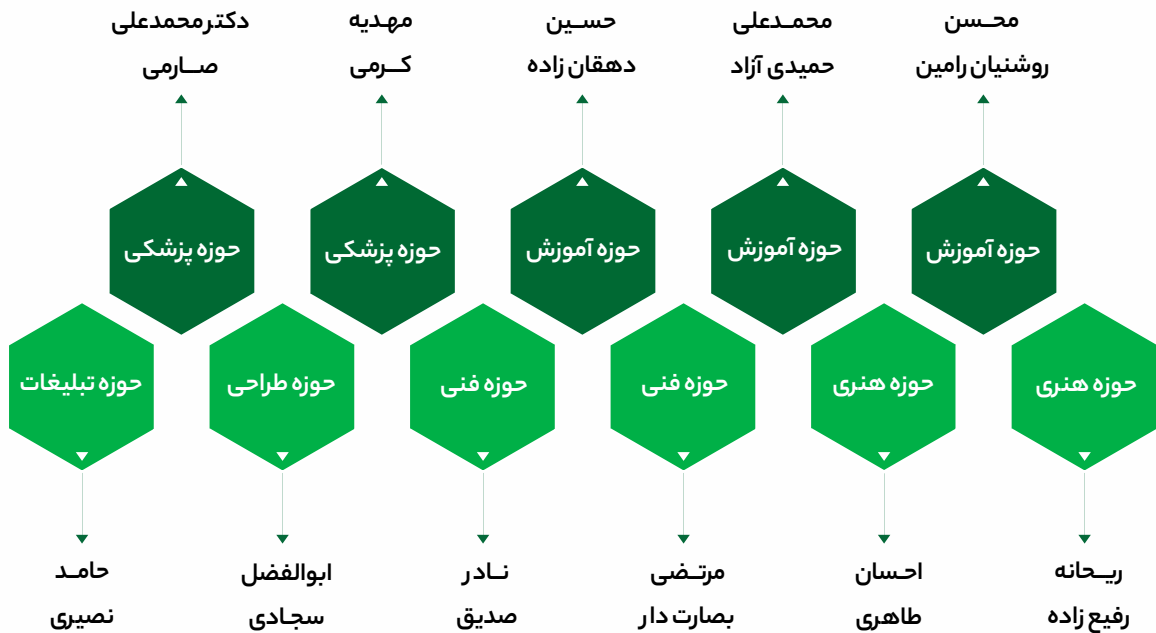 محسن
روشنیان رامین
محمدعلی
حمیدی آزاد
حسین
دهقان زاده
مهدیه
کرمی
دکتر محمدعلی
صارمی
حوزه آموزش
حوزه آموزش
حوزه آموزش
حوزه پزشکی
حوزه پزشکی
حوزه هنری
حوزه هنری
حوزه فنی
حوزه فنی
حوزه طراحی
حوزه تبلیغات
ریحانه
رفیع زاده
احسان
طاهری
مرتضی
بصارت دار
نادر
صدیق
ابوالفضل
سجادی
حامد
نصیری